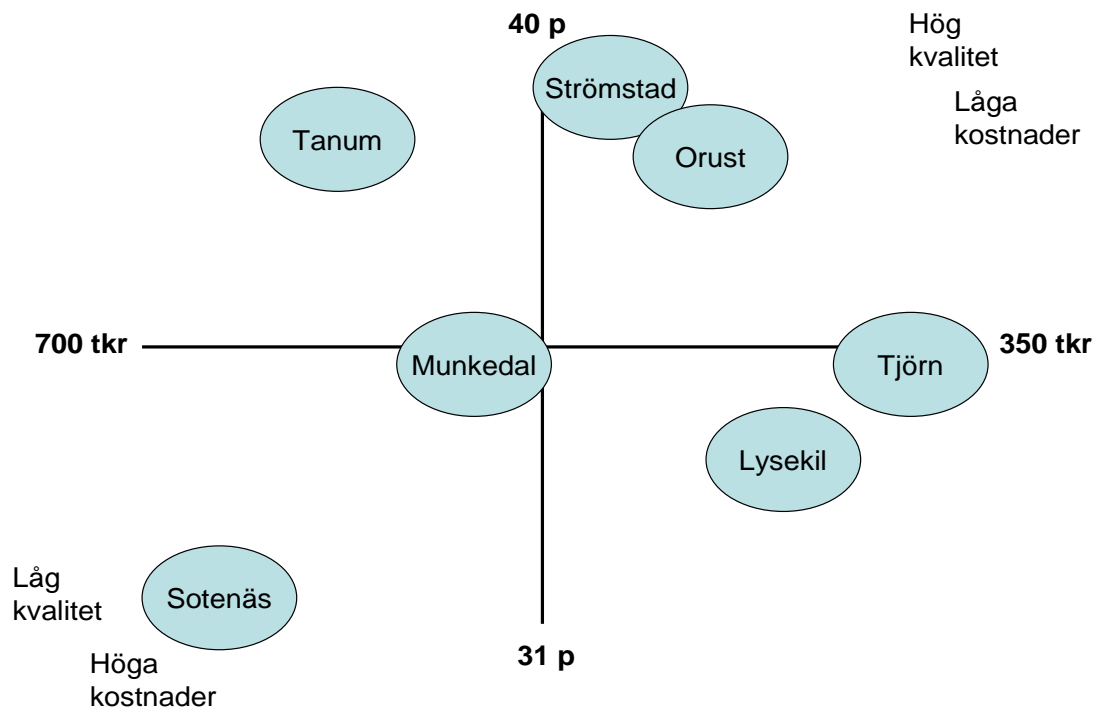 40 p
Hög
kvalitet
Låga
kostnader
Strömstad
Tanum
Orust
700 tkr
Munkedal
Tjörn
350 tkr
Lysekil
Låg
kvalitet
Sotenäs
Höga
kostnader
31 p